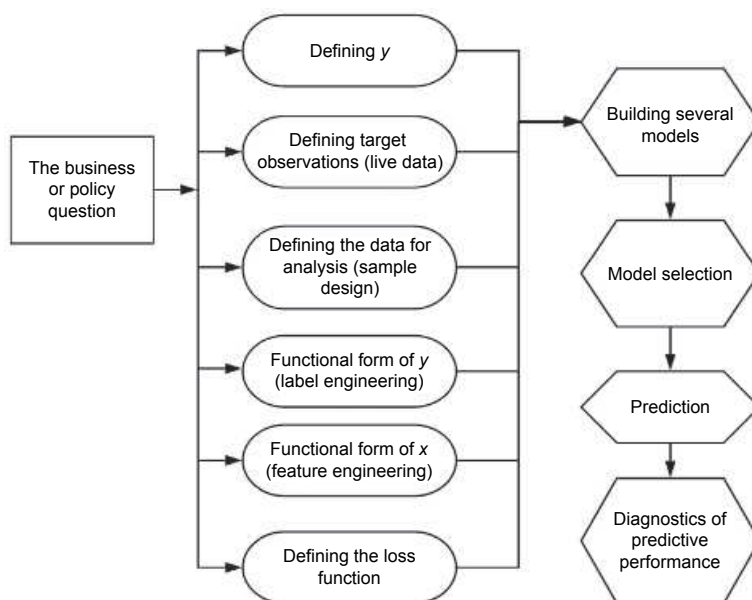 The business
or policy
question
Defining y
Defining target
observations (live data)
Defining the data for
analysis (sample
design)
Functional form of y
(label engineering)
Functional form of x
(feature engineering)
Defining the loss
function
Building several
models
Model selection
Prediction
Diagnostics of
predictive
performance